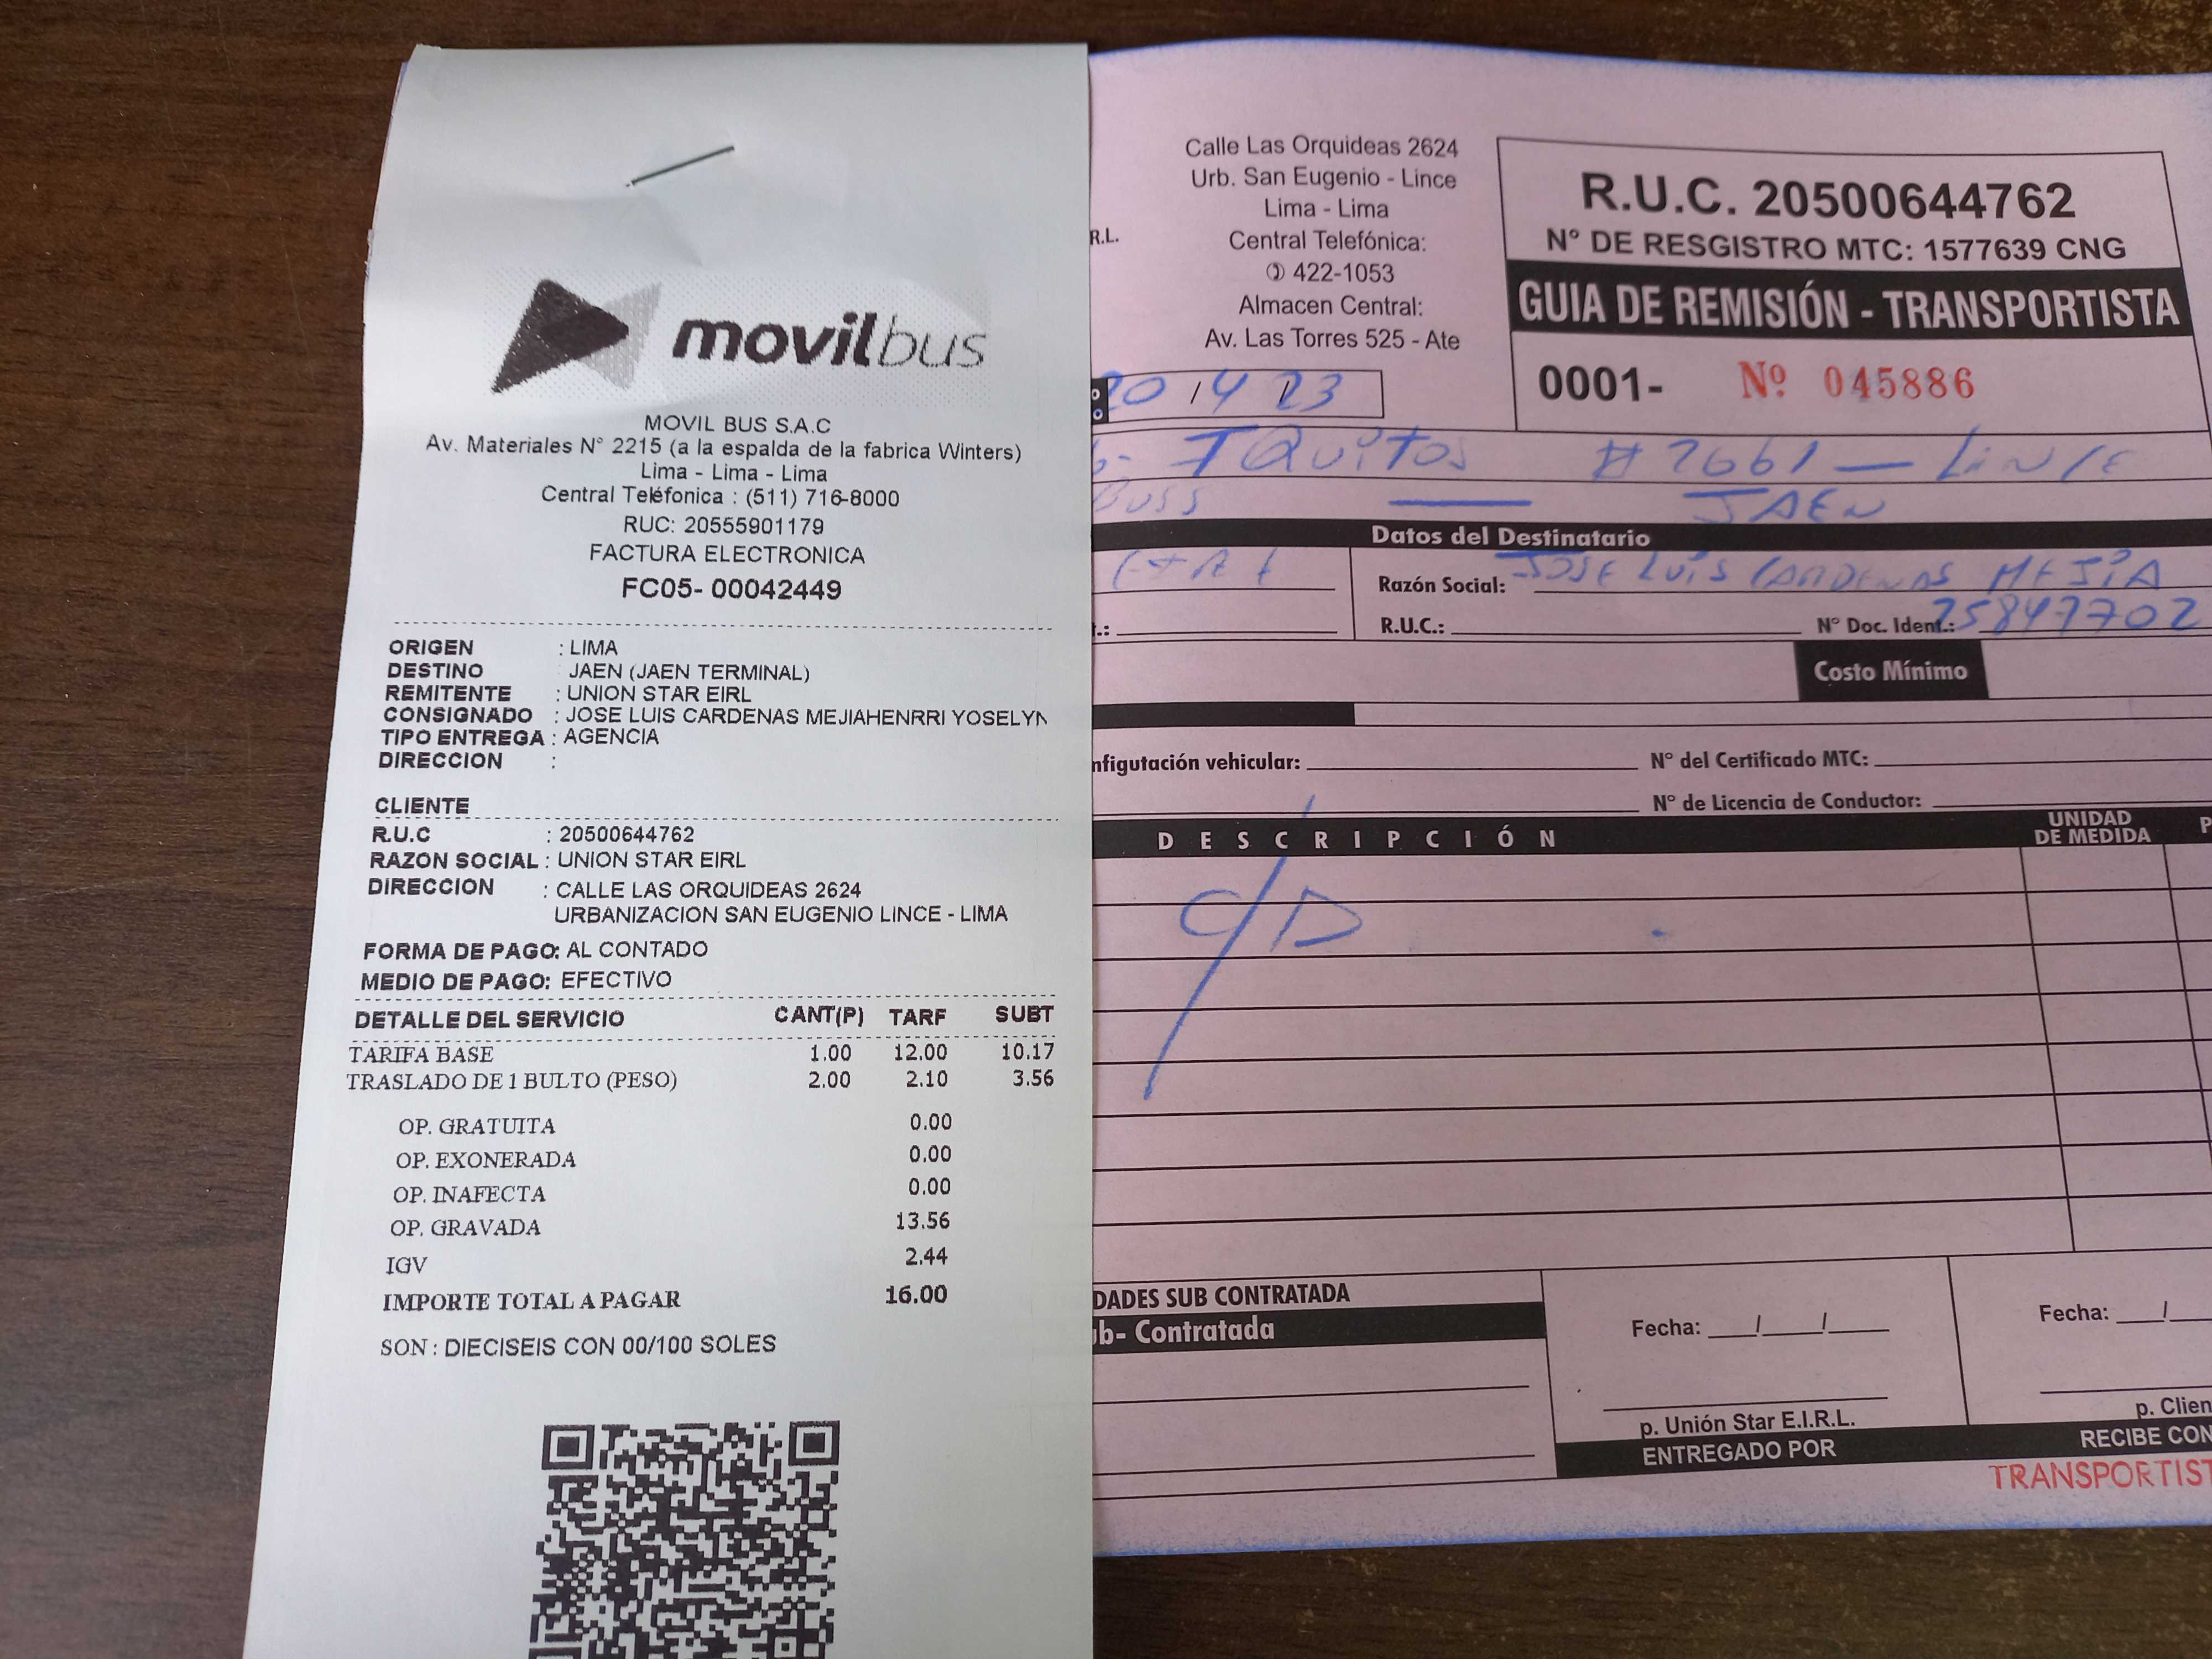 movilbus
MOVIL BUS S.A.C
Av. Materiales N° 2215 (a la espalda de la fabrica Winters)
Lima - Lima - Lima
Central Teléfonica : (511) 716-8000
RUC: 20555901179
FACTURA ELECTRONICA
FC05- 00042449
ORIGEN : LIMA
DESTINO JAEN (JAEN TERMINAL)
REMITENTE : UNION STAR EIRL
CONSIGNADO : JOSE LUIS CARDENAS MEJIAHENRRI YOSELYN
TIPO ENTREGA : AGENCIA
DIRECCION :
CLIENTE
R.U.C : 20500644762
RAZON SOCIAL : UNION STAR EIRL
DIRECCION : CALLE LAS ORQUIDEAS 2624
URBANIZACION SAN EUGENIO LINCE - LIMA
FORMA DE PAGO: AL CONTADO
MEDIO DE PAGO: EFECTIVO
DETALLE DEL SERVICIO CANT(P) TARF SUBT
TARIFA BASE 1.00 12.00 10.17
TRASLADO DE 1 BULTO (PESO) 2.00 2.10 3.56
OP. GRATUITA 0.00
OP. EXONERADA 0.00
OP. INAFECTA 0.00
OP. GRAVADA 13.56
IGV 2.44
IMPORTE TOTAL A PAGAR 16.00
SON : DIECISEIS CON 00/100 SOLES
R.L.
Calle Las Orquideas 2624
Urb. San Eugenio - Lince
Lima - Lima
Central Telefónica:
422-1053
Almacen Central:
Av. Las Torres 525 - Ate
R.U.C. 20500644762
N° DE RESGISTRO MTC: 1577639 CNG
GUIA DE REMISIÓN - TRANSPORTISTA
0001- Nº 045886
20 / 4 / 23
IQuitos # 2661 — LINCE
Buss — JAEN
Datos del Destinatario
Razón Social: JOSE LUIS CARDENAS MEJIA
R.U.C.: N° Doc. Ident.: 25847702
Costo Mínimo
nfigutación vehicular: N° del Certificado MTC:
N° de Licencia de Conductor:
DESCRIPCIÓN UNIDAD DE MEDIDA P
C/D
DADES SUB CONTRATADA
ub- Contratada
Fecha: / /
Fecha: /
p. Unión Star E.I.R.L.
p. Clien
ENTREGADO POR
RECIBE CON
TRANSPORTIST